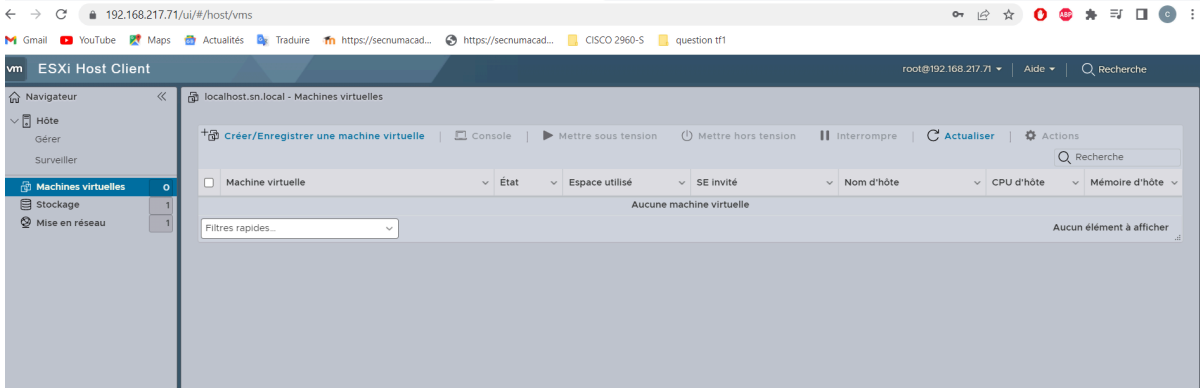 192.168.217.71/ui/#/host/vms
Gmail YouTube Maps Actualités Traduire https://secnumacad... https://secnumacad... CISCO 2960-S question tf1
vm ESXi Host Client root@192.168.217.71 Aide Recherche
Navigateur localhost.sn.local - Machines virtuelles
Hôte
Gérer
Surveiller
Machines virtuelles 0
Stockage 1
Mise en réseau 1
Créer/Enregistrer une machine virtuelle Console Mettre sous tension Mettre hors tension Interrompre Actualiser Actions
Recherche
Machine virtuelle État Espace utilisé SE invité Nom d'hôte CPU d'hôte Mémoire d'hôte
Aucune machine virtuelle
Filtres rapides... Aucun élément à afficher